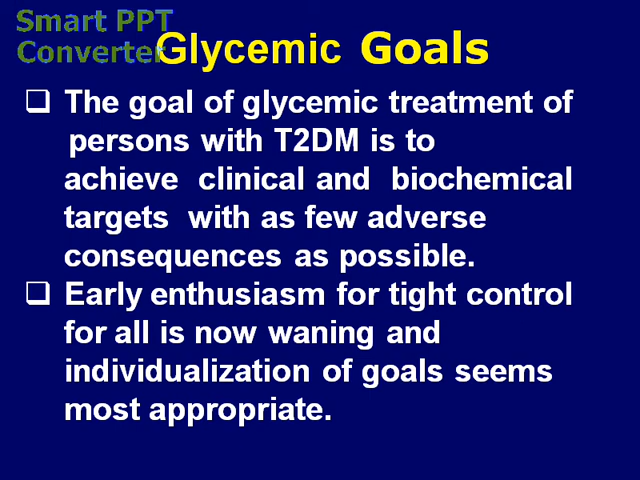 Smart PPT
Converter
Glycemic Goals
❑ The goal of glycemic treatment of
persons with T2DM is to
achieve clinical and biochemical
targets with as few adverse
consequences as possible.
❑ Early enthusiasm for tight control
for all is now waning and
individualization of goals seems
most appropriate.